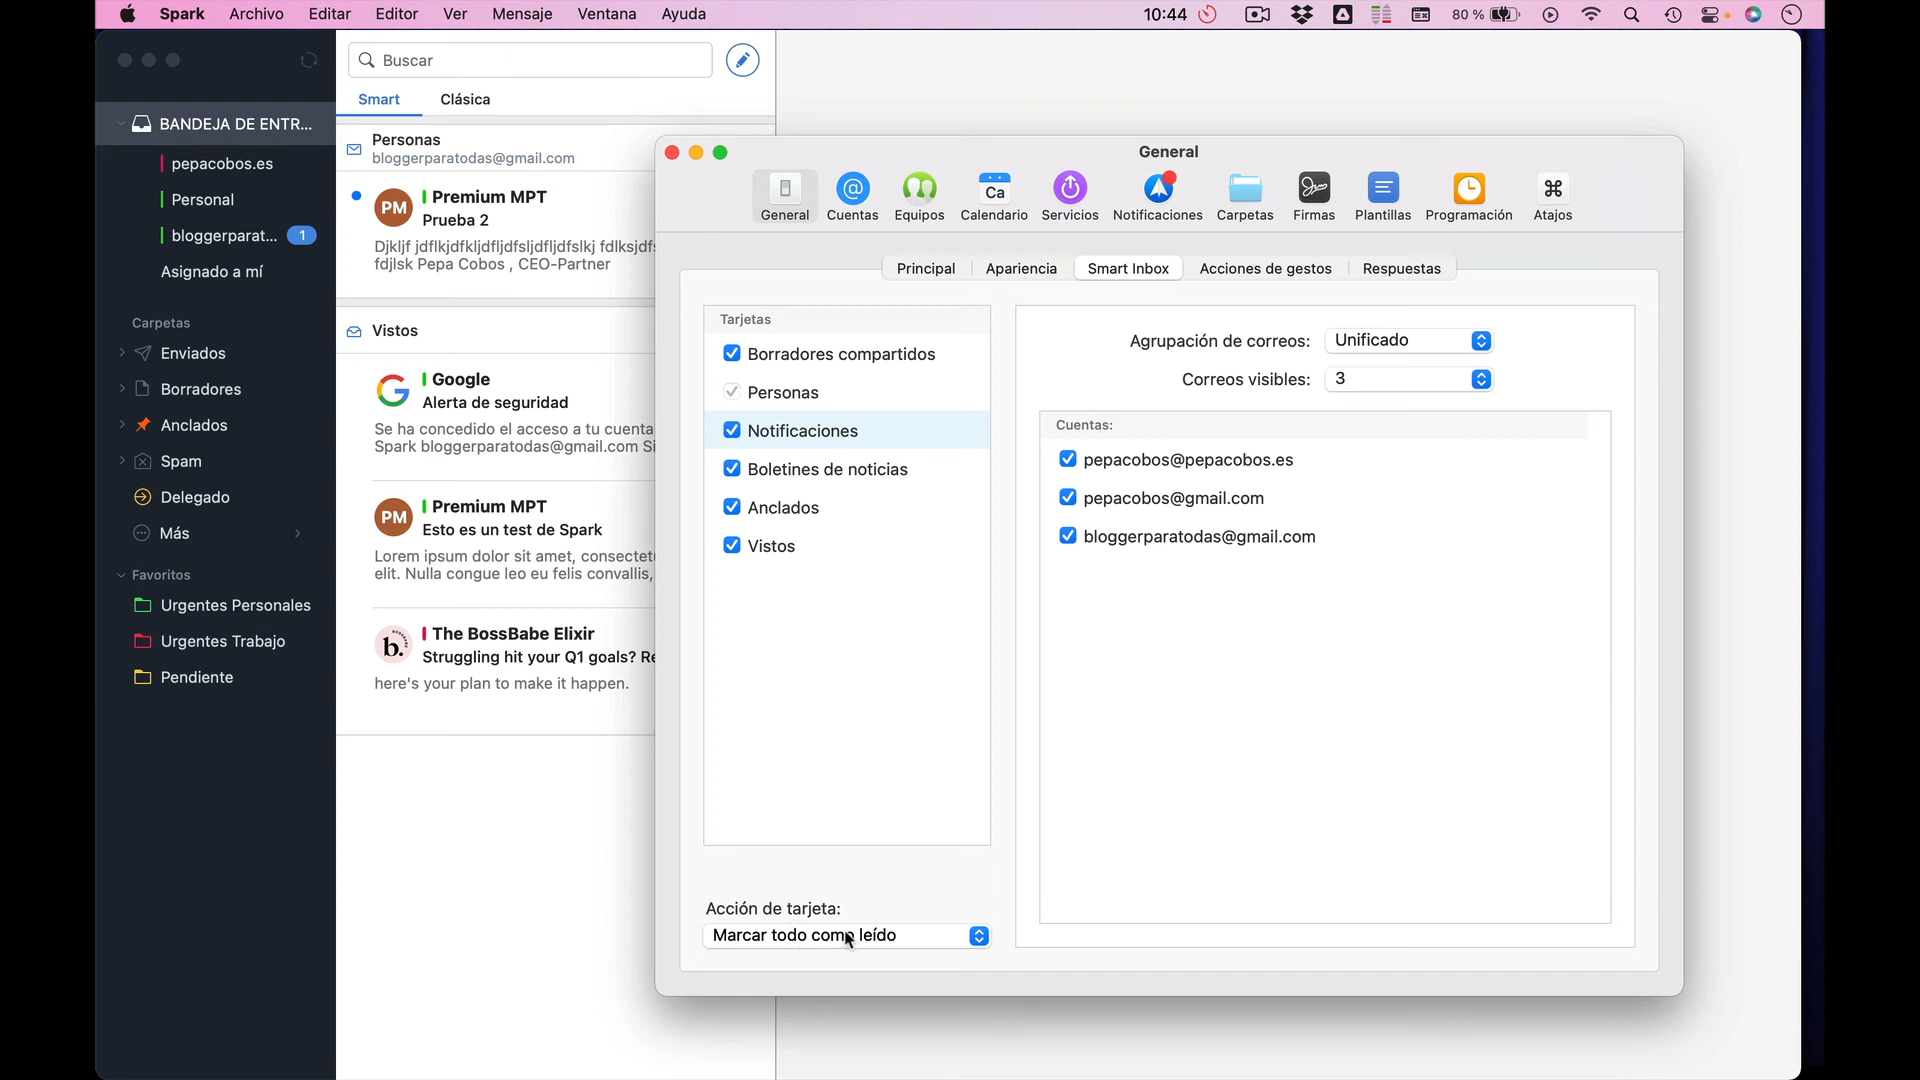 Spark Archivo Editar Editor Ver Mensaje Ventana Ayuda 10:44 80 %
Buscar
Smart Clásica
BANDEJA DE ENTR...
pepacobos.es
Personal
bloggerparat... 1
Asignado a mí
Carpetas
Enviados
Borradores
Anclados
Spam
Delegado
Más
Favoritos
Urgentes Personales
Urgentes Trabajo
Pendiente
Personas
bloggerparatodas@gmail.com
PM
Premium MPT
Prueba 2
Djkljf jdflkjdfkljdfljdfsljdfljdfslkj fdlksjdfs
fdjlsk Pepa Cobos , CEO-Partner
Vistos
Google
Alerta de seguridad
Se ha concedido el acceso a tu cuenta
Spark bloggerparatodas@gmail.com Si
PM
Premium MPT
Esto es un test de Spark
Lorem ipsum dolor sit amet, consectetu
elit. Nulla congue leo eu felis convallis,
b.
The BossBabe Elixir
Struggling hit your Q1 goals? Re
here's your plan to make it happen.
General
Ca
General Cuentas Equipos Calendario Servicios Notificaciones Carpetas Firmas Plantillas Programación Atajos
Principal Apariencia Smart Inbox Acciones de gestos Respuestas
Tarjetas
Borradores compartidos
Personas
Notificaciones
Boletines de noticias
Anclados
Vistos
Acción de tarjeta:
Marcar todo como leído
Agrupación de correos: Unificado
Correos visibles: 3
Cuentas:
pepacobos@pepacobos.es
pepacobos@gmail.com
bloggerparatodas@gmail.com